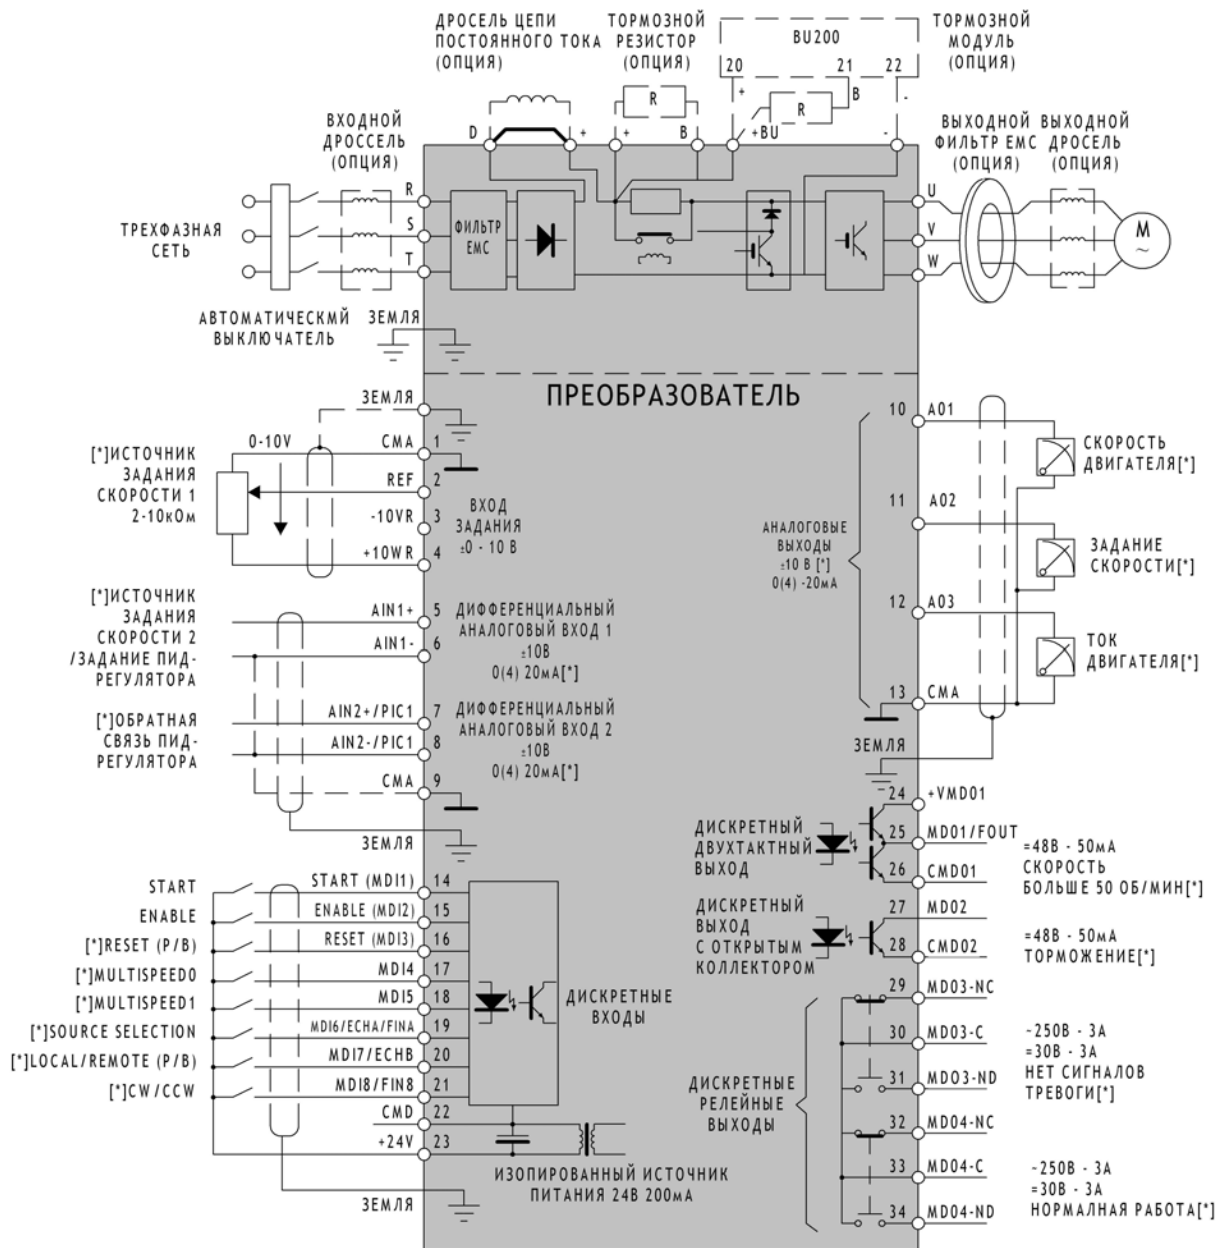 ДРОСЕЛЬ ЦЕПИ
ПОСТОЯННОГО ТОКА
(ОПЦИЯ)
ТОРМОЗНОЙ
РЕЗИСТОР
(ОПЦИЯ)
BU200
20
21
22
ТОРМОЗНОЙ
МОДУЛЬ
(ОПЦИЯ)
+
B
-
R
R
D
+
+
B
+BU
-
ВХОДНОЙ
ДРОССЕЛЬ
(ОПЦИЯ)
ВЫХОДНОЙ
ФИЛЬТР EMC
(ОПЦИЯ)
ВЫХОДНОЙ
ДРОСЕЛЬ
(ОПЦИЯ)
ТРЕХФАЗНАЯ
СЕТЬ
R
S
T
ФИЛЬТР
EMC
U
V
W
M
~
АВТОМАТИЧЕСКМЙ
ВЫКЛЮЧАТЕЛЬ
ЗЕМЛЯ
ПРЕОБРАЗОВАТЕЛЬ
ЗЕМЛЯ
[*]ИСТОЧНИК
ЗАДАНИЯ
СКОРОСТИ 1
2-10кОм
0-10V
CMA 1
REF 2
-10VR 3
+10WR 4
ВХОД
ЗАДАНИЯ
±0 - 10 В
[*]ИСТОЧНИК
ЗАДАНИЯ
СКОРОСТИ 2
/ЗАДАНИЕ ПИД-
РЕГУЛЯТОРА
AIN1+ 5
AIN1- 6
ДИФФЕРЕНЦИАЛЬНЫЙ
АНАЛОГОВЫЙ ВХОД 1
±10В
0(4) 20мА[*]
[*]ОБРАТНАЯ
СВЯЗЬ ПИД-
РЕГУЛЯТОРА
AIN2+/PIC1 7
AIN2-/PIC1 8
CMA 9
ДИФФЕРЕНЦИАЛЬНЫЙ
АНАЛОГОВЫЙ ВХОД 2
±10В
0(4) 20мА[*]
ЗЕМЛЯ
АНАЛОГОВЫЕ
ВЫХОДЫ
±10 В [*]
0(4) -20мА
10 A01
СКОРОСТЬ
ДВИГАТЕЛЯ[*]
11 A02
ЗАДАНИЕ
СКОРОСТИ[*]
12 A03
ТОК
ДВИГАТЕЛЯ[*]
13 CMA
ЗЕМЛЯ
START
ENABLE
[*]RESET (P/B)
[*]MULTISPEED0
[*]MULTISPEED1
[*]SOURCE SELECTION
[*]LOCAL/REMOTE (P/B)
[*]CW/CCW
START (MDI1) 14
ENABLE (MDI2) 15
RESET (MDI3) 16
MDI4 17
MDI5 18
MDI6/ECHA/FINA 19
MDI7/ECHB 20
MDI8/FIN8 21
CMD 22
+24V 23
ДИСКРЕТНЫЕ
ВХОДЫ
ИЗОПИРОВАННЫЙ ИСТОЧНИК
ПИТАНИЯ 24В 200мА
ЗЕМЛЯ
ДИСКРЕТНЫЙ
ДВУХТАКТНЫЙ
ВЫХОД
24 +VMD01
25 MD01/FOUT
26 CMD01
=48В - 50мА
СКОРОСТЬ
БОЛЬШЕ 50 ОБ/МИН[*]
ДИСКРЕТНЫЙ
ВЫХОД
С ОТКРЫТЫМ
КОЛЛЕКТОРОМ
27 MD02
28 CMD02
=48В - 50мА
ТОРМОЖЕНИЕ[*]
ДИСКРЕТНЫЕ
РЕЛЕЙНЫЕ
ВЫХОДЫ
29 MD03-NC
30 MD03-C
31 MD03-ND
~250В - 3А
=30В - 3А
НЕТ СИГНАЛОВ
ТРЕВОГИ[*]
32 MD04-NC
33 MD04-C
34 MD04-ND
~250В - 3А
=30В - 3А
НОРМАЛНАЯ РАБОТА[*]